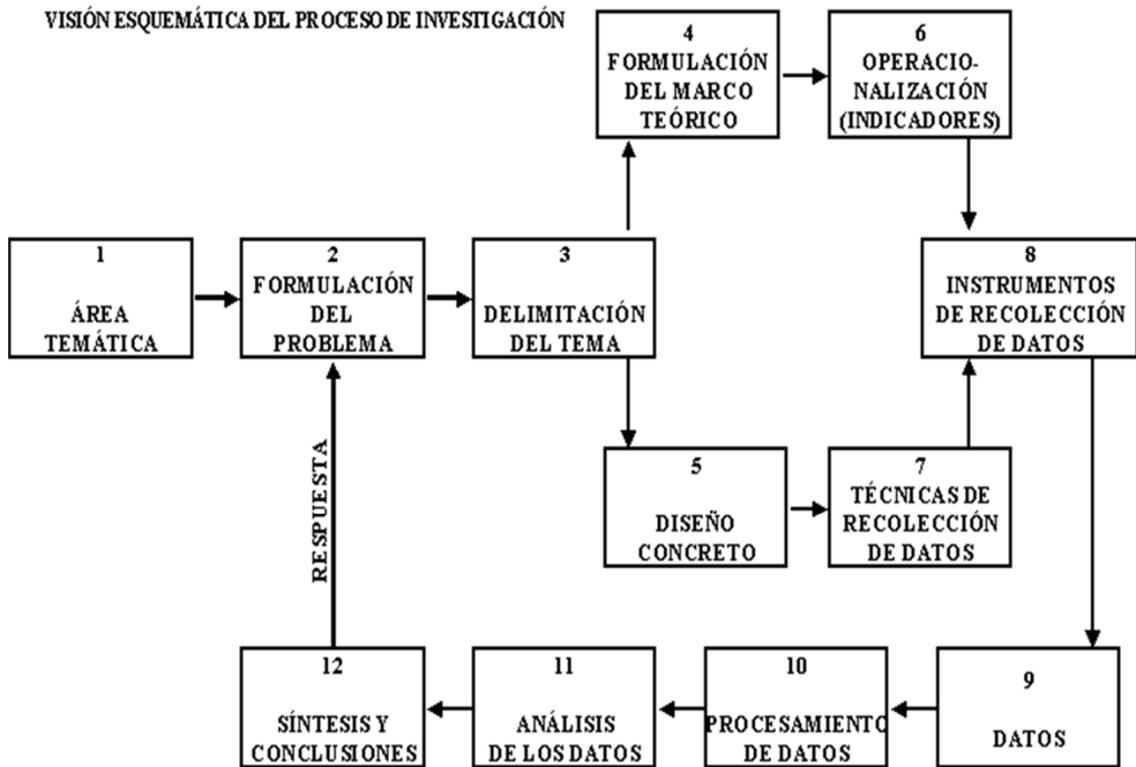 VISIÓN ESQUEMÁTICA DEL PROCESO DE INVESTIGACIÓN
1
ÁREA
TEMÁTICA
2
FORMULACIÓN
DEL
PROBLEMA
3
DELIMITACIÓN
DEL TEMA
4
FORMULACIÓN
DEL MARCO
TEÓRICO
6
OPERACIO-
NALIZACIÓN
(INDICADORES)
5
DISEÑO
CONCRETO
7
TÉCNICAS DE
RECOLECCIÓN
DE DATOS
8
INSTRUMENTOS
DE RECOLECCIÓN
DE DATOS
9
DATOS
10
PROCESAMIENTO
DE DATOS
11
ANÁLISIS
DE LOS DATOS
12
SÍNTESIS Y
CONCLUSIONES
RESPUESTA